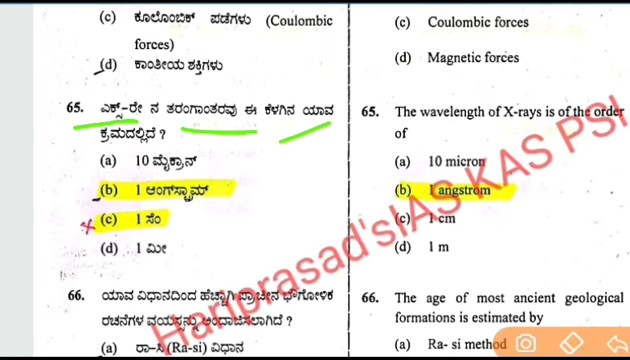 (c) ಕೂಲೊಂಬಿಕ್ ಪಡೆಗಳು (Coulombic
forces)
(d) ಕಾಂತೀಯ ಶಕ್ತಿಗಳು
65. ಎಕ್ಸ್-ರೇ ನ ತರಂಗಾಂತರವು ಈ ಕೆಳಗಿನ ಯಾವ
ಕ್ರಮದಲ್ಲಿದೆ ?
(a) 10 ಮೈಕ್ರಾನ್
(b) 1 ಆಂಗ್‌ಸ್ಟ್ರಾಮ್
(c) 1 ಸೆಂ
(d) 1 ಮೀ
66. ಯಾವ ವಿಧಾನದಿಂದ ಹೆಚ್ಚಾಗಿ ಪ್ರಾಚೀನ ಭೌಗೋಳಿಕ
ರಚನೆಗಳ ವಯಸ್ಸನ್ನು ಅಂದಾಜಿಸಲಾಗಿದೆ ?
(a) ರಾ-ಸಿ (Ra-si) ವಿಧಾನ
(c) Coulombic forces
(d) Magnetic forces
65. The wavelength of X-rays is of the order
of
(a) 10 micron
(b) 1 angstrom
(c) 1 cm
(d) 1 m
66. The age of most ancient geological
formations is estimated by
(a) Ra- si method
Hariprasad's IAS KAS PSI